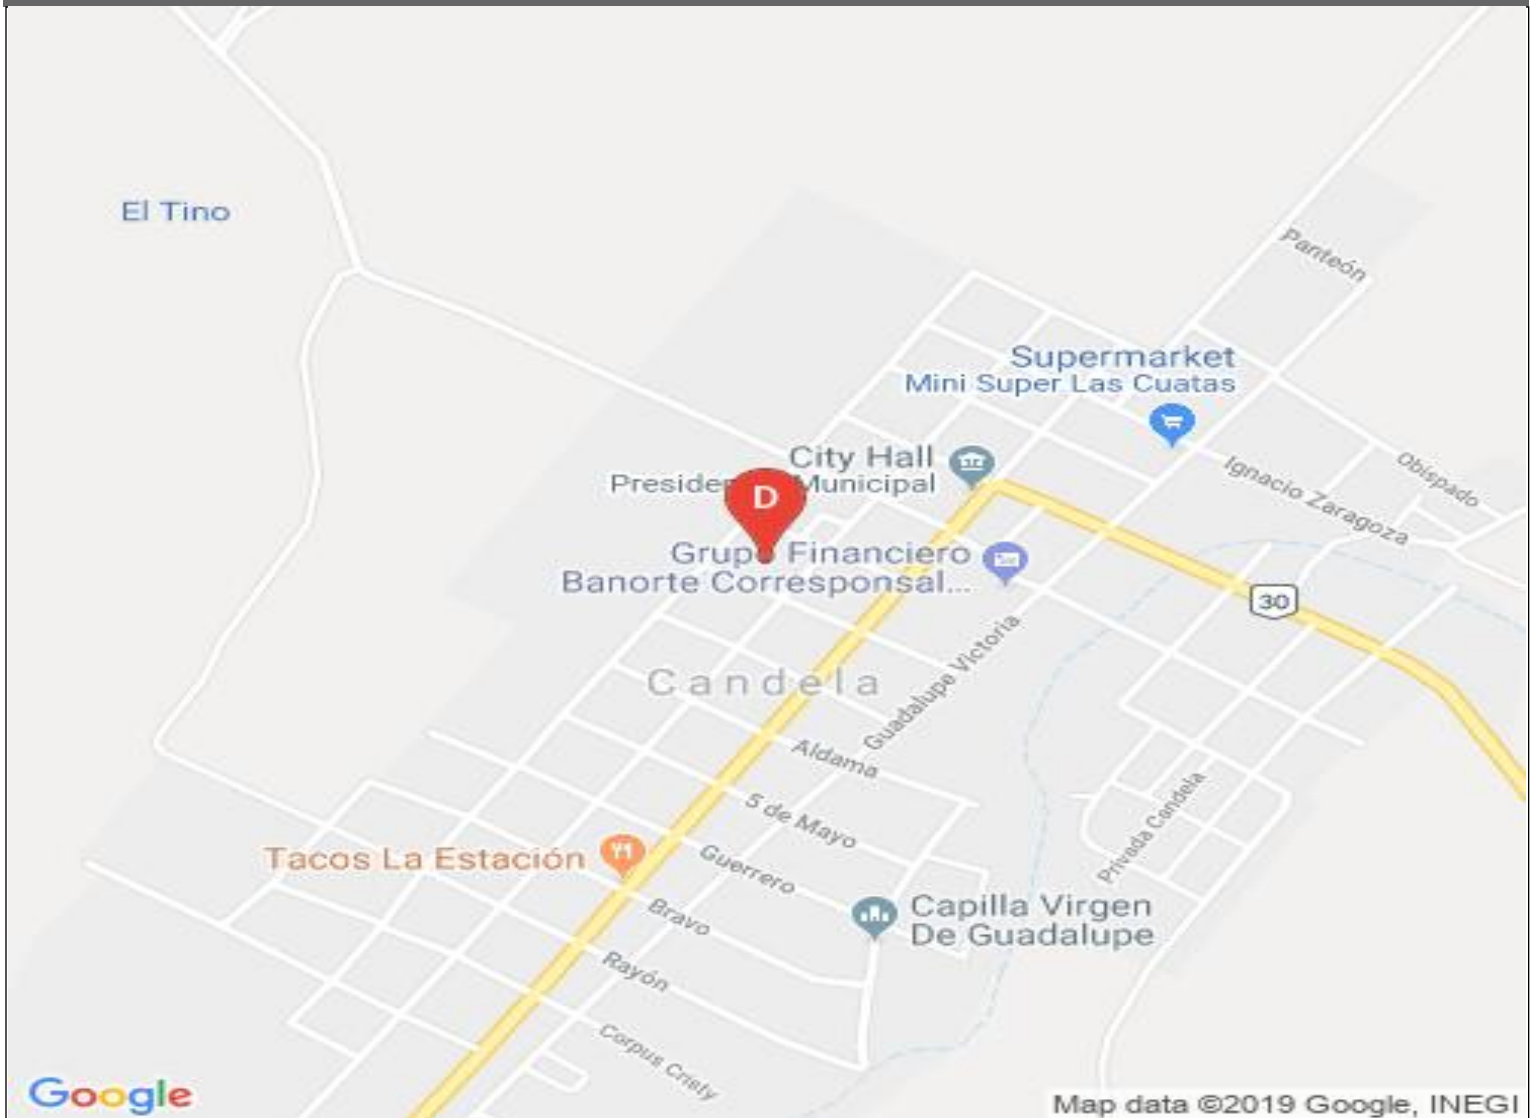 El Tino
Panteón
Supermarket
Mini Super Las Cuatas
City Hall
Municipal
D
Obispado
Ignacio Zaragoza
Grupo Financiero
Banorte Corresponsal...
30
Guadalupe Victoria
Candela
Aldama
5 de Mayo
Privada Candela
Tacos La Estación
Guerrero
Bravo
Capilla Virgen
De Guadalupe
Rayón
Corpus Cristy
Google
Map data ©2019 Google, INEGI